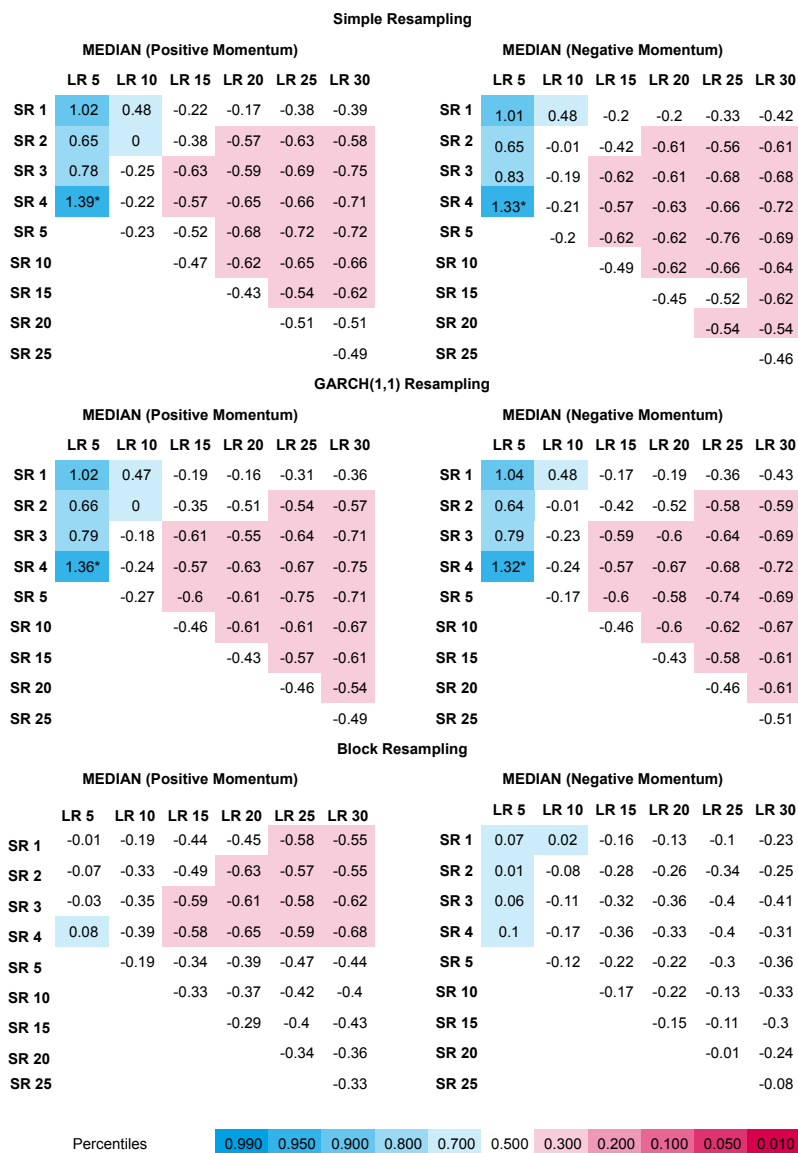 Simple Resampling
MEDIAN (Positive Momentum) MEDIAN (Negative Momentum)
LR 5 LR 10 LR 15 LR 20 LR 25 LR 30 LR 5 LR 10 LR 15 LR 20 LR 25 LR 30
SR 1 1.02 0.48 -0.22 -0.17 -0.38 -0.39 SR 1 1.01 0.48 -0.2 -0.2 -0.33 -0.42
SR 2 0.65 0 -0.38 -0.57 -0.63 -0.58 SR 2 0.65 -0.01 -0.42 -0.61 -0.56 -0.61
SR 3 0.78 -0.25 -0.63 -0.59 -0.69 -0.75 SR 3 0.83 -0.19 -0.62 -0.61 -0.68 -0.68
SR 4 1.39* -0.22 -0.57 -0.65 -0.66 -0.71 SR 4 1.33* -0.21 -0.57 -0.63 -0.66 -0.72
SR 5 -0.23 -0.52 -0.68 -0.72 -0.72 SR 5 -0.2 -0.62 -0.62 -0.76 -0.69
SR 10 -0.47 -0.62 -0.65 -0.66 SR 10 -0.49 -0.62 -0.66 -0.64
SR 15 -0.43 -0.54 -0.62 SR 15 -0.45 -0.52 -0.62
SR 20 -0.51 -0.51 SR 20 -0.54 -0.54
SR 25 -0.49 SR 25 -0.46
GARCH(1,1) Resampling
MEDIAN (Positive Momentum) MEDIAN (Negative Momentum)
LR 5 LR 10 LR 15 LR 20 LR 25 LR 30 LR 5 LR 10 LR 15 LR 20 LR 25 LR 30
SR 1 1.02 0.47 -0.19 -0.16 -0.31 -0.36 SR 1 1.04 0.48 -0.17 -0.19 -0.36 -0.43
SR 2 0.66 0 -0.35 -0.51 -0.54 -0.57 SR 2 0.64 -0.01 -0.42 -0.52 -0.58 -0.59
SR 3 0.79 -0.18 -0.61 -0.55 -0.64 -0.71 SR 3 0.79 -0.23 -0.59 -0.6 -0.64 -0.69
SR 4 1.36* -0.24 -0.57 -0.63 -0.67 -0.75 SR 4 1.32* -0.24 -0.57 -0.67 -0.68 -0.72
SR 5 -0.27 -0.6 -0.61 -0.75 -0.71 SR 5 -0.17 -0.6 -0.58 -0.74 -0.69
SR 10 -0.46 -0.61 -0.61 -0.67 SR 10 -0.46 -0.6 -0.62 -0.67
SR 15 -0.43 -0.57 -0.61 SR 15 -0.43 -0.58 -0.61
SR 20 -0.46 -0.54 SR 20 -0.46 -0.61
SR 25 -0.49 SR 25 -0.51
Block Resampling
MEDIAN (Positive Momentum) MEDIAN (Negative Momentum)
LR 5 LR 10 LR 15 LR 20 LR 25 LR 30 LR 5 LR 10 LR 15 LR 20 LR 25 LR 30
SR 1 -0.01 -0.19 -0.44 -0.45 -0.58 -0.55 SR 1 0.07 0.02 -0.16 -0.13 -0.1 -0.23
SR 2 -0.07 -0.33 -0.49 -0.63 -0.57 -0.55 SR 2 0.01 -0.08 -0.28 -0.26 -0.34 -0.25
SR 3 -0.03 -0.35 -0.59 -0.61 -0.58 -0.62 SR 3 0.06 -0.11 -0.32 -0.36 -0.4 -0.41
SR 4 0.08 -0.39 -0.58 -0.65 -0.59 -0.68 SR 4 0.1 -0.17 -0.36 -0.33 -0.4 -0.31
SR 5 -0.19 -0.34 -0.39 -0.47 -0.44 SR 5 -0.12 -0.22 -0.22 -0.3 -0.36
SR 10 -0.33 -0.37 -0.42 -0.4 SR 10 -0.17 -0.22 -0.13 -0.33
SR 15 -0.29 -0.4 -0.43 SR 15 -0.15 -0.11 -0.3
SR 20 -0.34 -0.36 SR 20 -0.01 -0.24
SR 25 -0.33 SR 25 -0.08
Percentiles 0.990 0.950 0.900 0.800 0.700 0.500 0.300 0.200 0.100 0.050 0.010